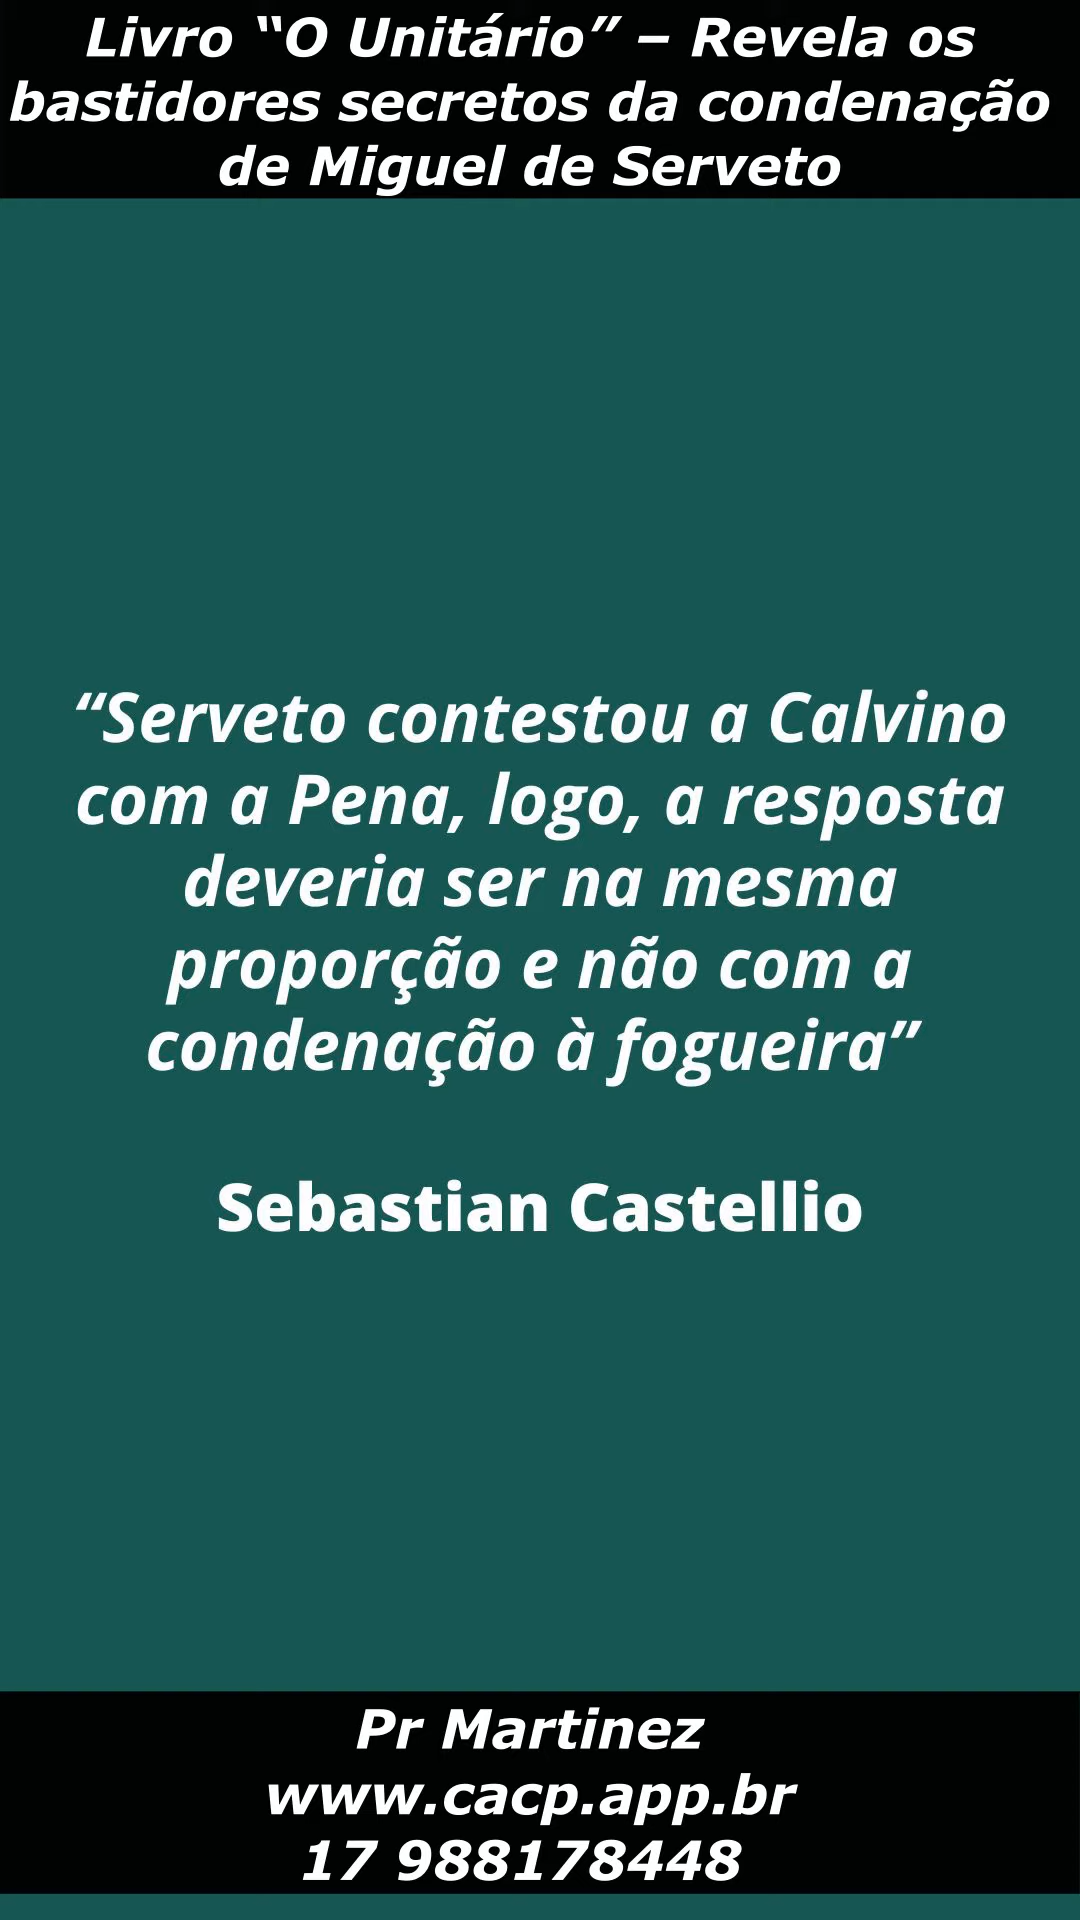 Livro “O Unitário” – Revela os
bastidores secretos da condenação
de Miguel de Serveto
“Serveto contestou a Calvino
com a Pena, logo, a resposta
deveria ser na mesma
proporção e não com a
condenação à fogueira”
Sebastian Castellio
Pr Martinez
www.cacp.app.br
17 988178448